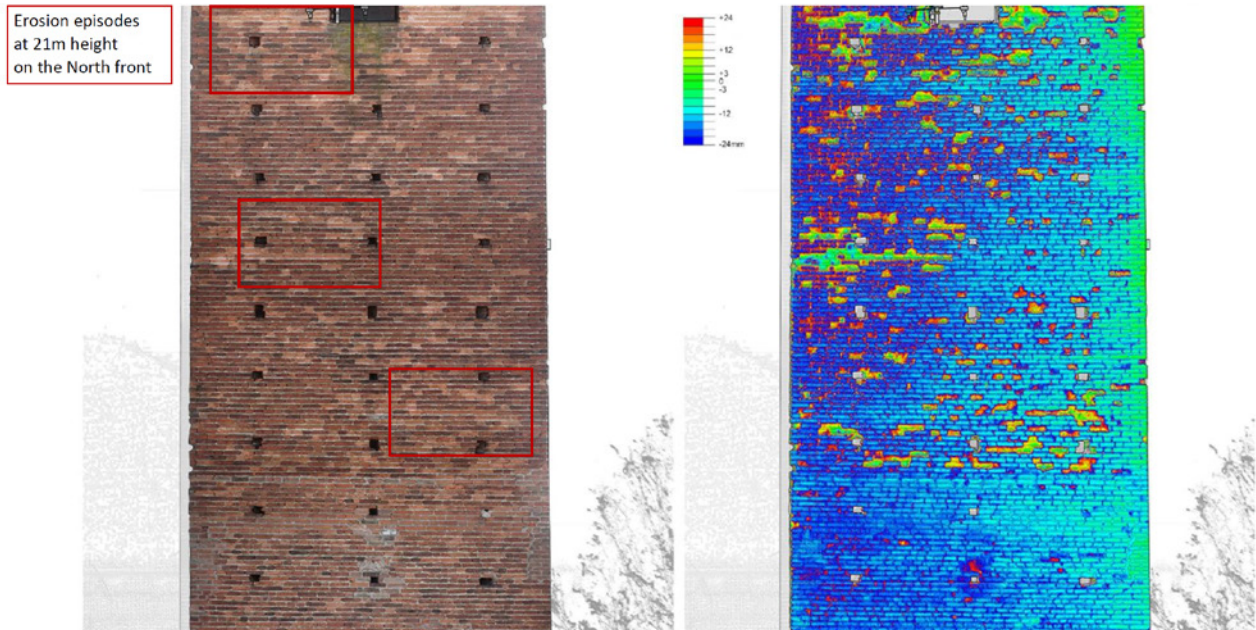 Erosion episodes
at 21m height
on the North front
+24
+12
+3
0
-3
-12
-24mm